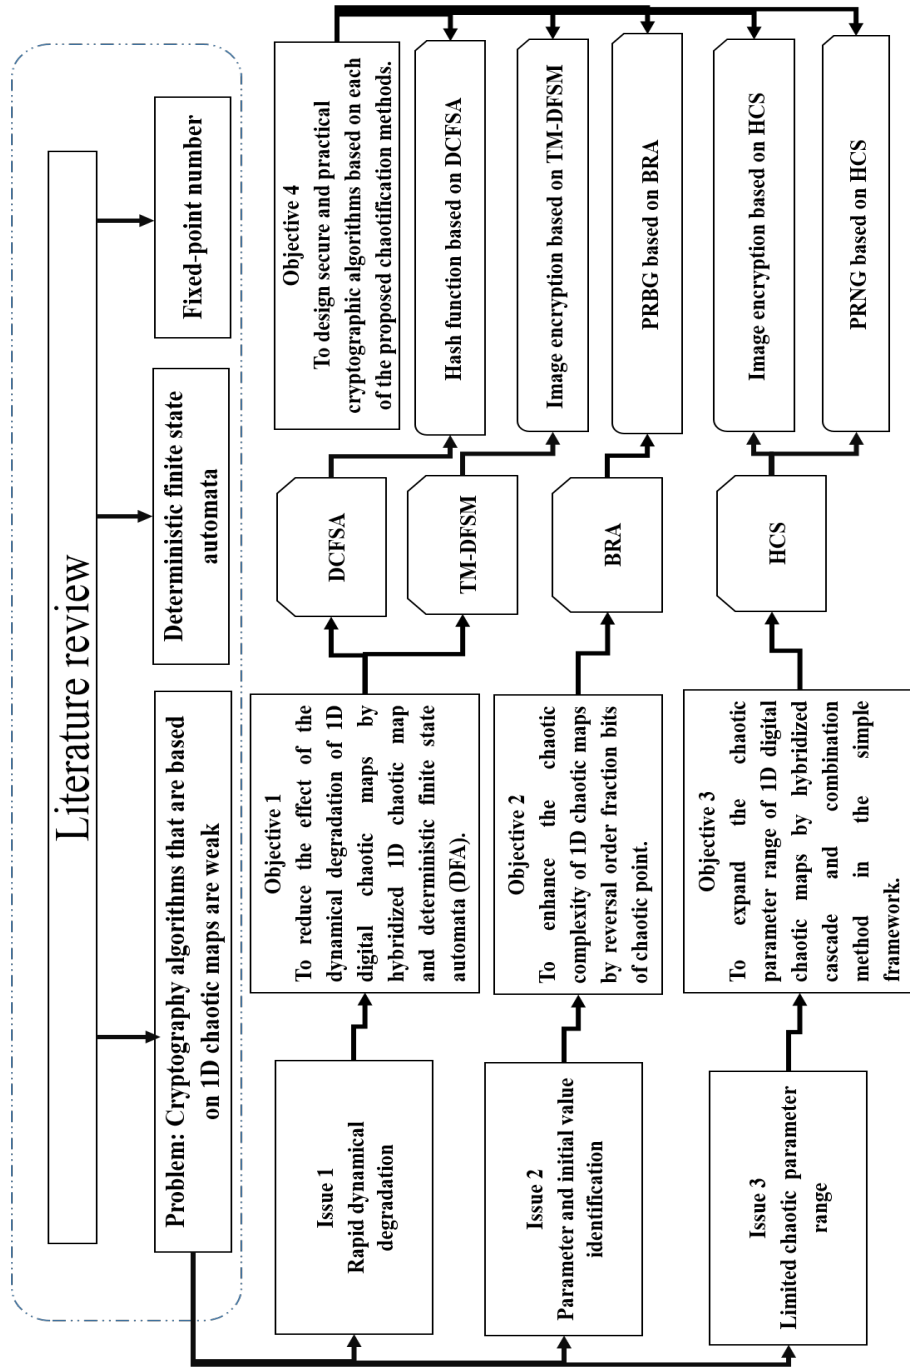 Literature review
Problem: Cryptography algorithms that are based
on 1D chaotic maps are weak
Deterministic finite state
automata
Fixed-point number
Issue 1
Rapid dynamical
degradation
Objective 1
To reduce the effect of the
dynamical degradation of 1D
digital chaotic maps by
hybridized 1D chaotic map
and deterministic finite state
automata (DFA).
DCFSA
TM-DFSM
Objective 4
To design secure and practical
cryptographic algorithms based on each
of the proposed chaotification methods.
Hash function based on DCFSA
Image encryption based on TM-DFSM
Issue 2
Parameter and initial value
identification
Objective 2
To enhance the chaotic
complexity of 1D chaotic maps
by reversal order fraction bits
of chaotic point.
BRA
PRBG based on BRA
Issue 3
Limited chaotic parameter
range
Objective 3
To expand the chaotic
parameter range of 1D digital
chaotic maps by hybridized
cascade and combination
method in the simple
framework.
HCS
Image encryption based on HCS
PRNG based on HCS